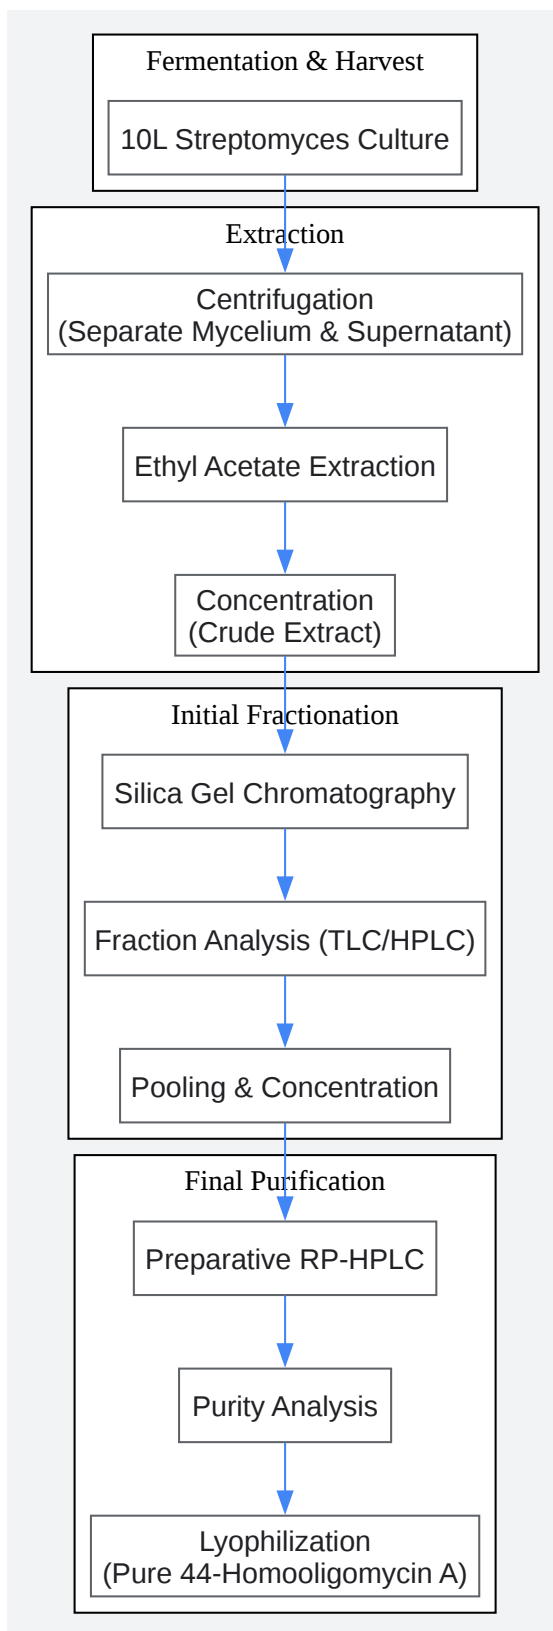 Fermentation & Harvest
10L Streptomyces Culture
Extraction
Centrifugation
(Separate Mycelium & Supernatant)
Ethyl Acetate Extraction
Concentration
(Crude Extract)
Initial Fractionation
Silica Gel Chromatography
Fraction Analysis (TLC/HPLC)
Pooling & Concentration
Final Purification
Preparative RP-HPLC
Purity Analysis
Lyophilization
(Pure 44-Homooligomycin A)